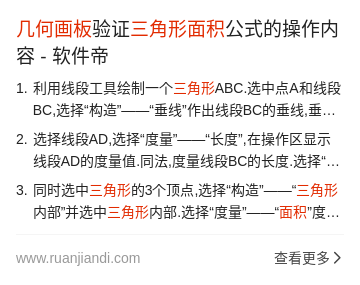 几何画板验证三角形面积公式的操作内
容 - 软件帝
1. 利用线段工具绘制一个三角形ABC.选中点A和线段
BC,选择“构造”——“垂线”作出线段BC的垂线,垂…
2. 选择线段AD,选择“度量”——“长度”,在操作区显示
线段AD的度量值.同法,度量线段BC的长度.选择“…
3. 同时选中三角形的3个顶点,选择“构造”——“三角形
内部”并选中三角形内部.选择“度量”——“面积”度…
www.ruanjiandi.com 查看更多